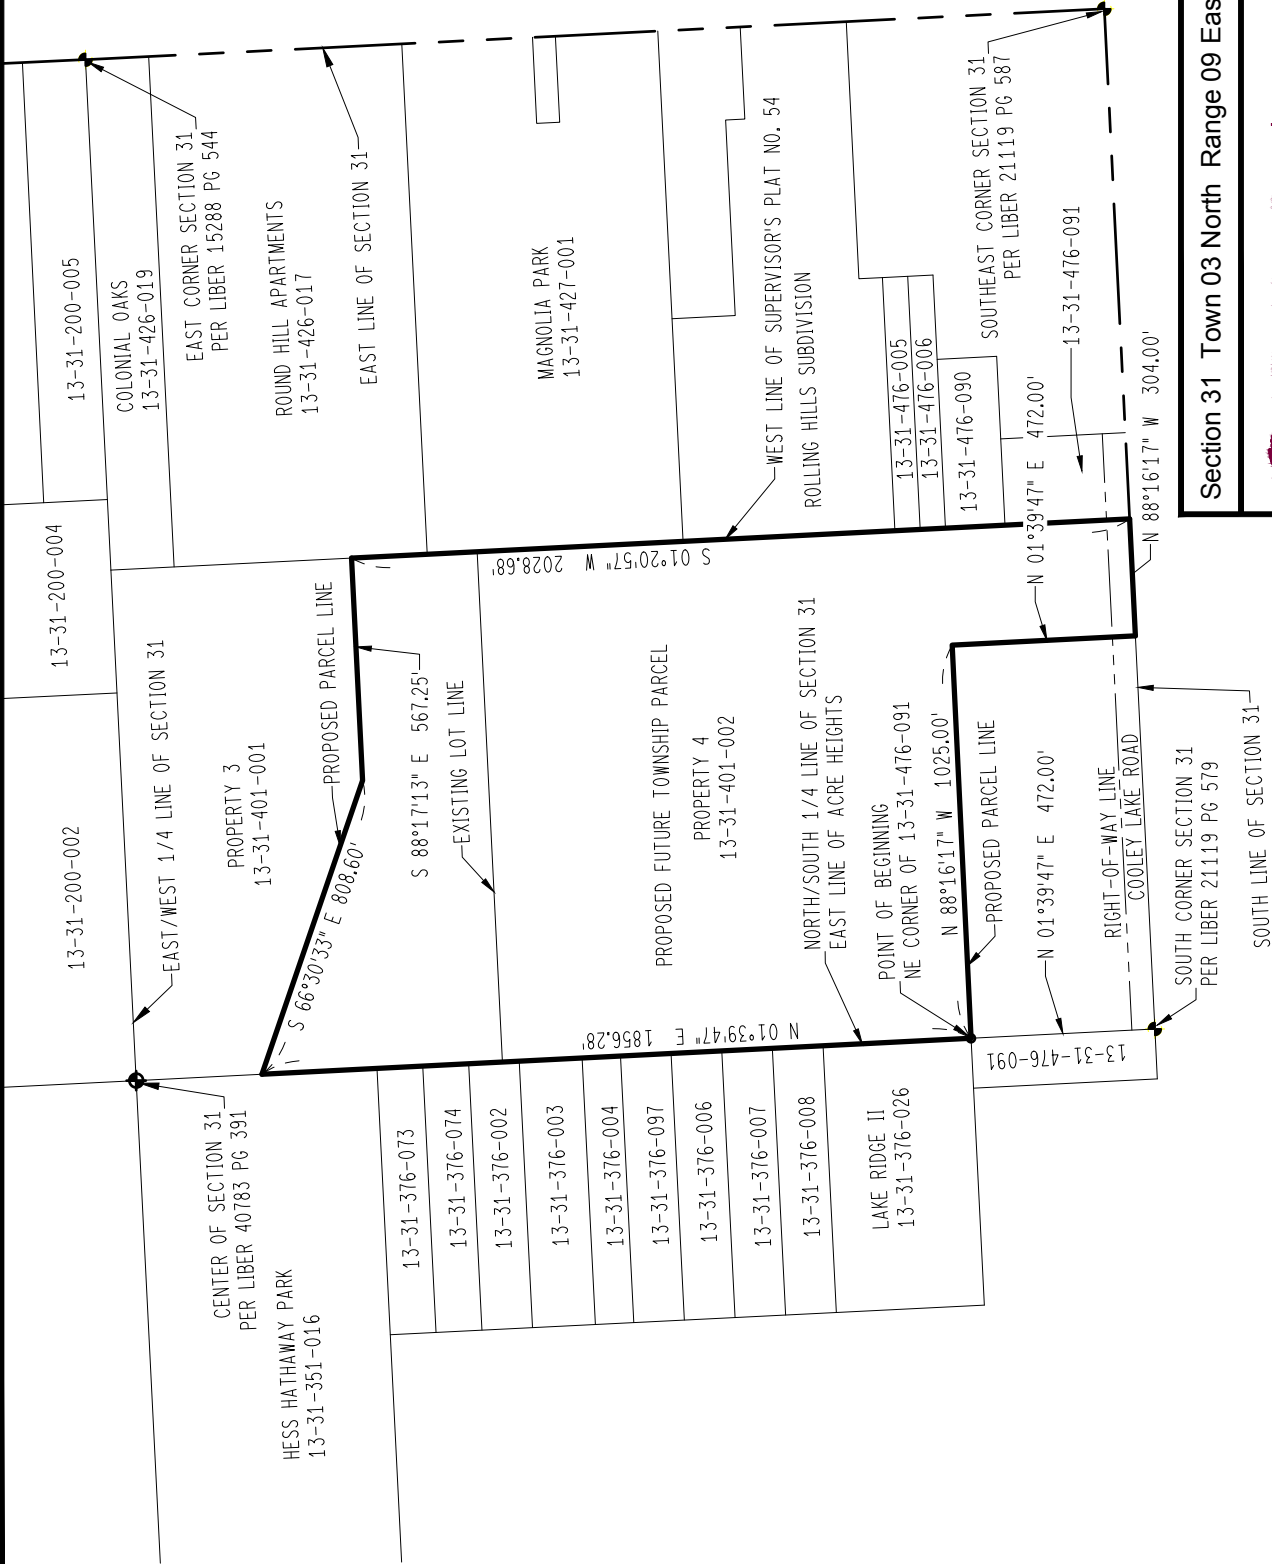 13-31-200-002
13-31-200-004
13-31-200-005
COLONIAL OAKS
13-31-426-019
EAST CORNER SECTION 31
PER LIBER 15288 PG 544
ROUND HILL APARTMENTS
13-31-426-017
EAST LINE OF SECTION 31
EAST/WEST 1/4 LINE OF SECTION 31
CENTER OF SECTION 31
PER LIBER 40783 PG 391
HESS HATHAWAY PARK
13-31-351-016
PROPERTY 3
13-31-401-001
PROPOSED PARCEL LINE
S 66°30'33" E 808.60'
S 88°17'13" E 567.25'
EXISTING LOT LINE
S 01°20'57" W 2028.68'
MAGNOLIA PARK
13-31-427-001
13-31-376-073
13-31-376-074
13-31-376-002
13-31-376-003
13-31-376-004
13-31-376-097
13-31-376-006
13-31-376-007
13-31-376-008
LAKE RIDGE II
13-31-376-026
N 01°39'47" E 1856.28'
PROPOSED FUTURE TOWNSHIP PARCEL
PROPERTY 4
13-31-401-002
WEST LINE OF SUPERVISOR'S PLAT NO. 54
ROLLING HILLS SUBDIVISION
NORTH/SOUTH 1/4 LINE OF SECTION 31
EAST LINE OF ACRE HEIGHTS
POINT OF BEGINNING
NE CORNER OF 13-31-476-091
N 88°16'17" W 1025.00'
PROPOSED PARCEL LINE
13-31-476-005
13-31-476-006
13-31-476-090
SOUTHEAST CORNER SECTION 31
PER LIBER 21119 PG 587
N 01°39'47" E 472.00'
13-31-476-091
N 01°39'47" E 472.00'
13-31-476-091
RIGHT-OF-WAY LINE
COOLEY LAKE ROAD
N 88°16'17" W 304.00'
SOUTH CORNER SECTION 31
PER LIBER 21119 PG 579
SOUTH LINE OF SECTION 31
Section 31 Town 03 North Range 09 Eas